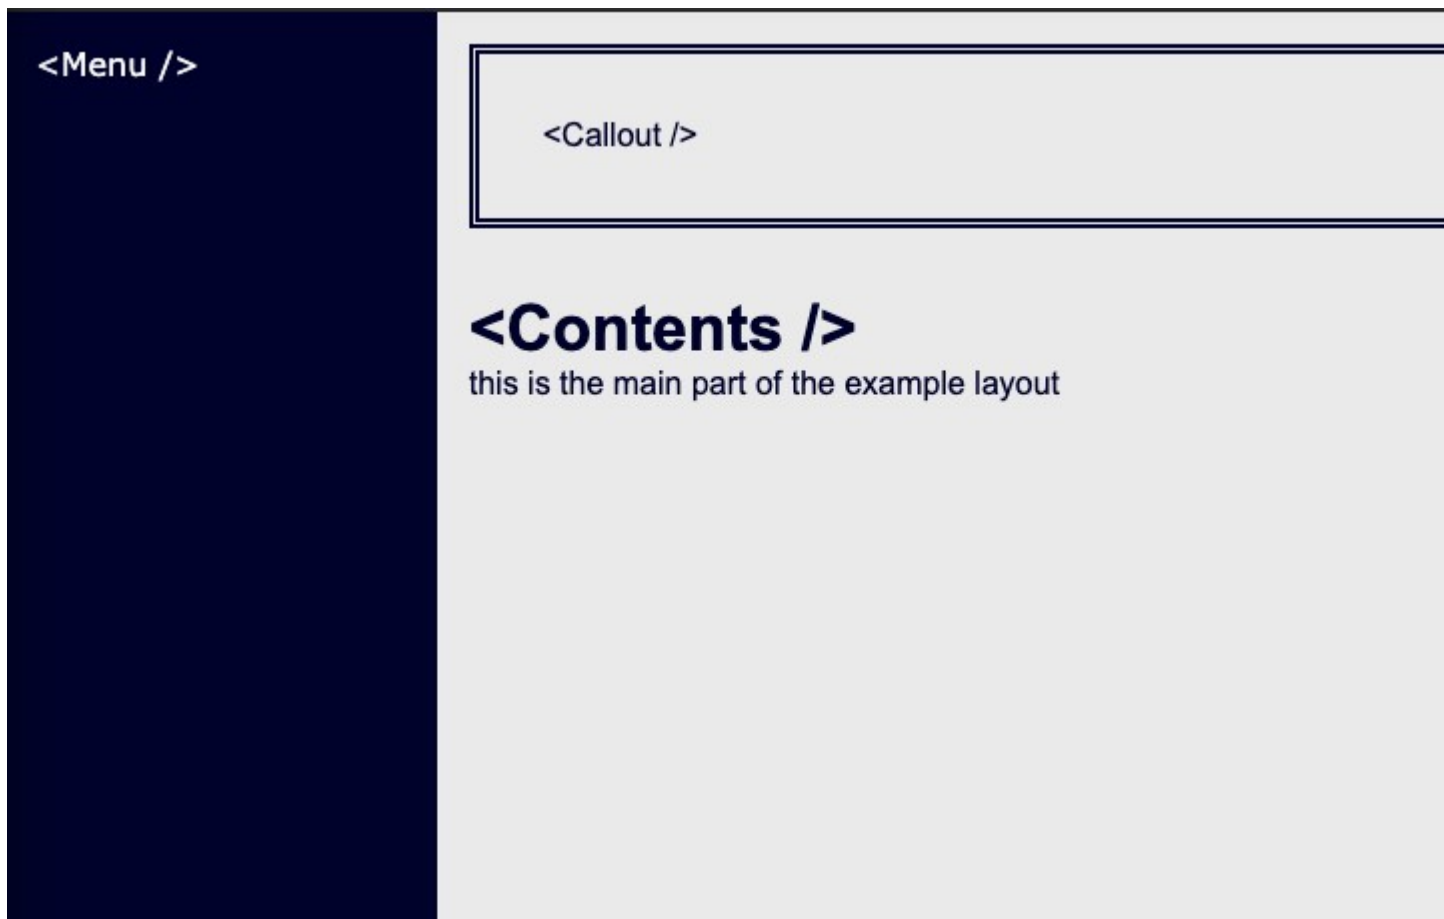 <Menu />
<Callout />
<Contents />
this is the main part of the example layout